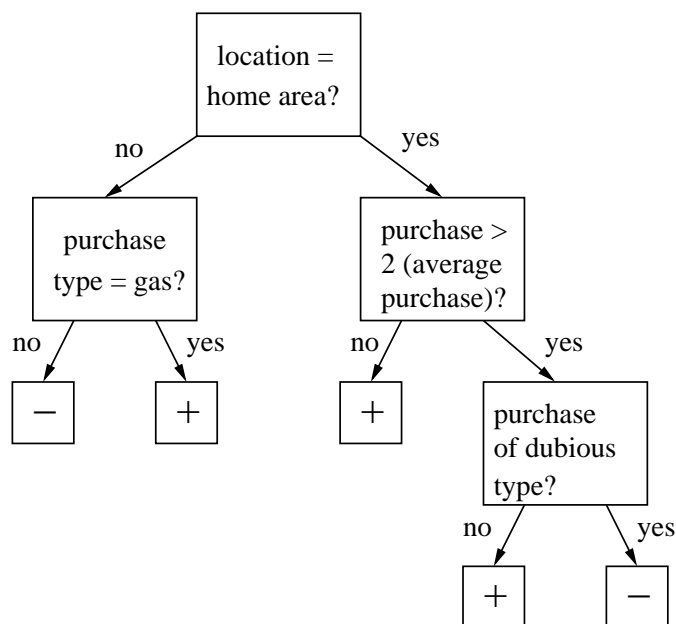 location =
home area?
no
yes
purchase
type = gas?
purchase >
2 (average
purchase)?
no
yes
no
yes
−
+
+
purchase
of dubious
type?
no
yes
+
−